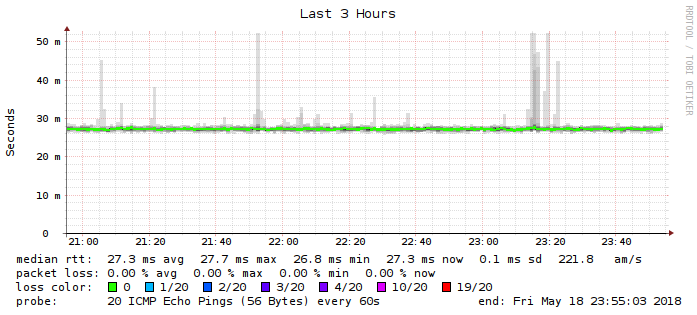 Last 3 Hours
RRDTOOL / TOBI OETIKER
Seconds
50 m
40 m
30 m
20 m
10 m
0
21:00 21:20 21:40 22:00 22:20 22:40 23:00 23:20 23:40
median rtt: 27.3 ms avg 27.7 ms max 26.8 ms min 27.3 ms now 0.1 ms sd 221.8 am/s
packet loss: 0.00 % avg 0.00 % max 0.00 % min 0.00 % now
loss color: 0 1/20 2/20 3/20 4/20 10/20 19/20
probe: 20 ICMP Echo Pings (56 Bytes) every 60s end: Fri May 18 23:55:03 2018